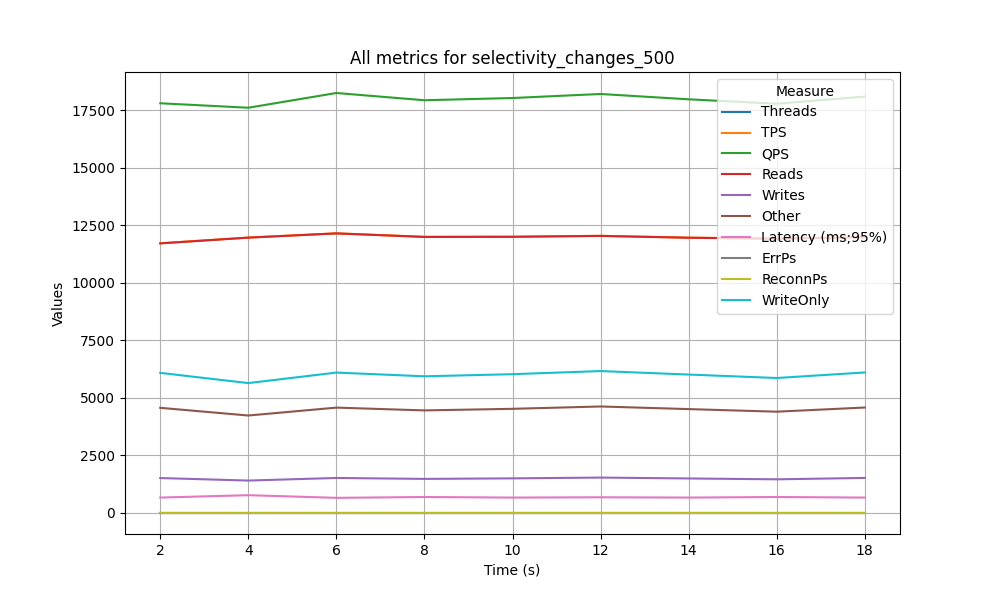 All metrics for selectivity_changes_500
Values
17500
15000
12500
10000
7500
5000
2500
0
2 4 6 8 10 12 14 16 18
Time (s)
Measure
Threads
TPS
QPS
Reads
Writes
Other
Latency (ms;95%)
ErrPs
ReconnPs
WriteOnly